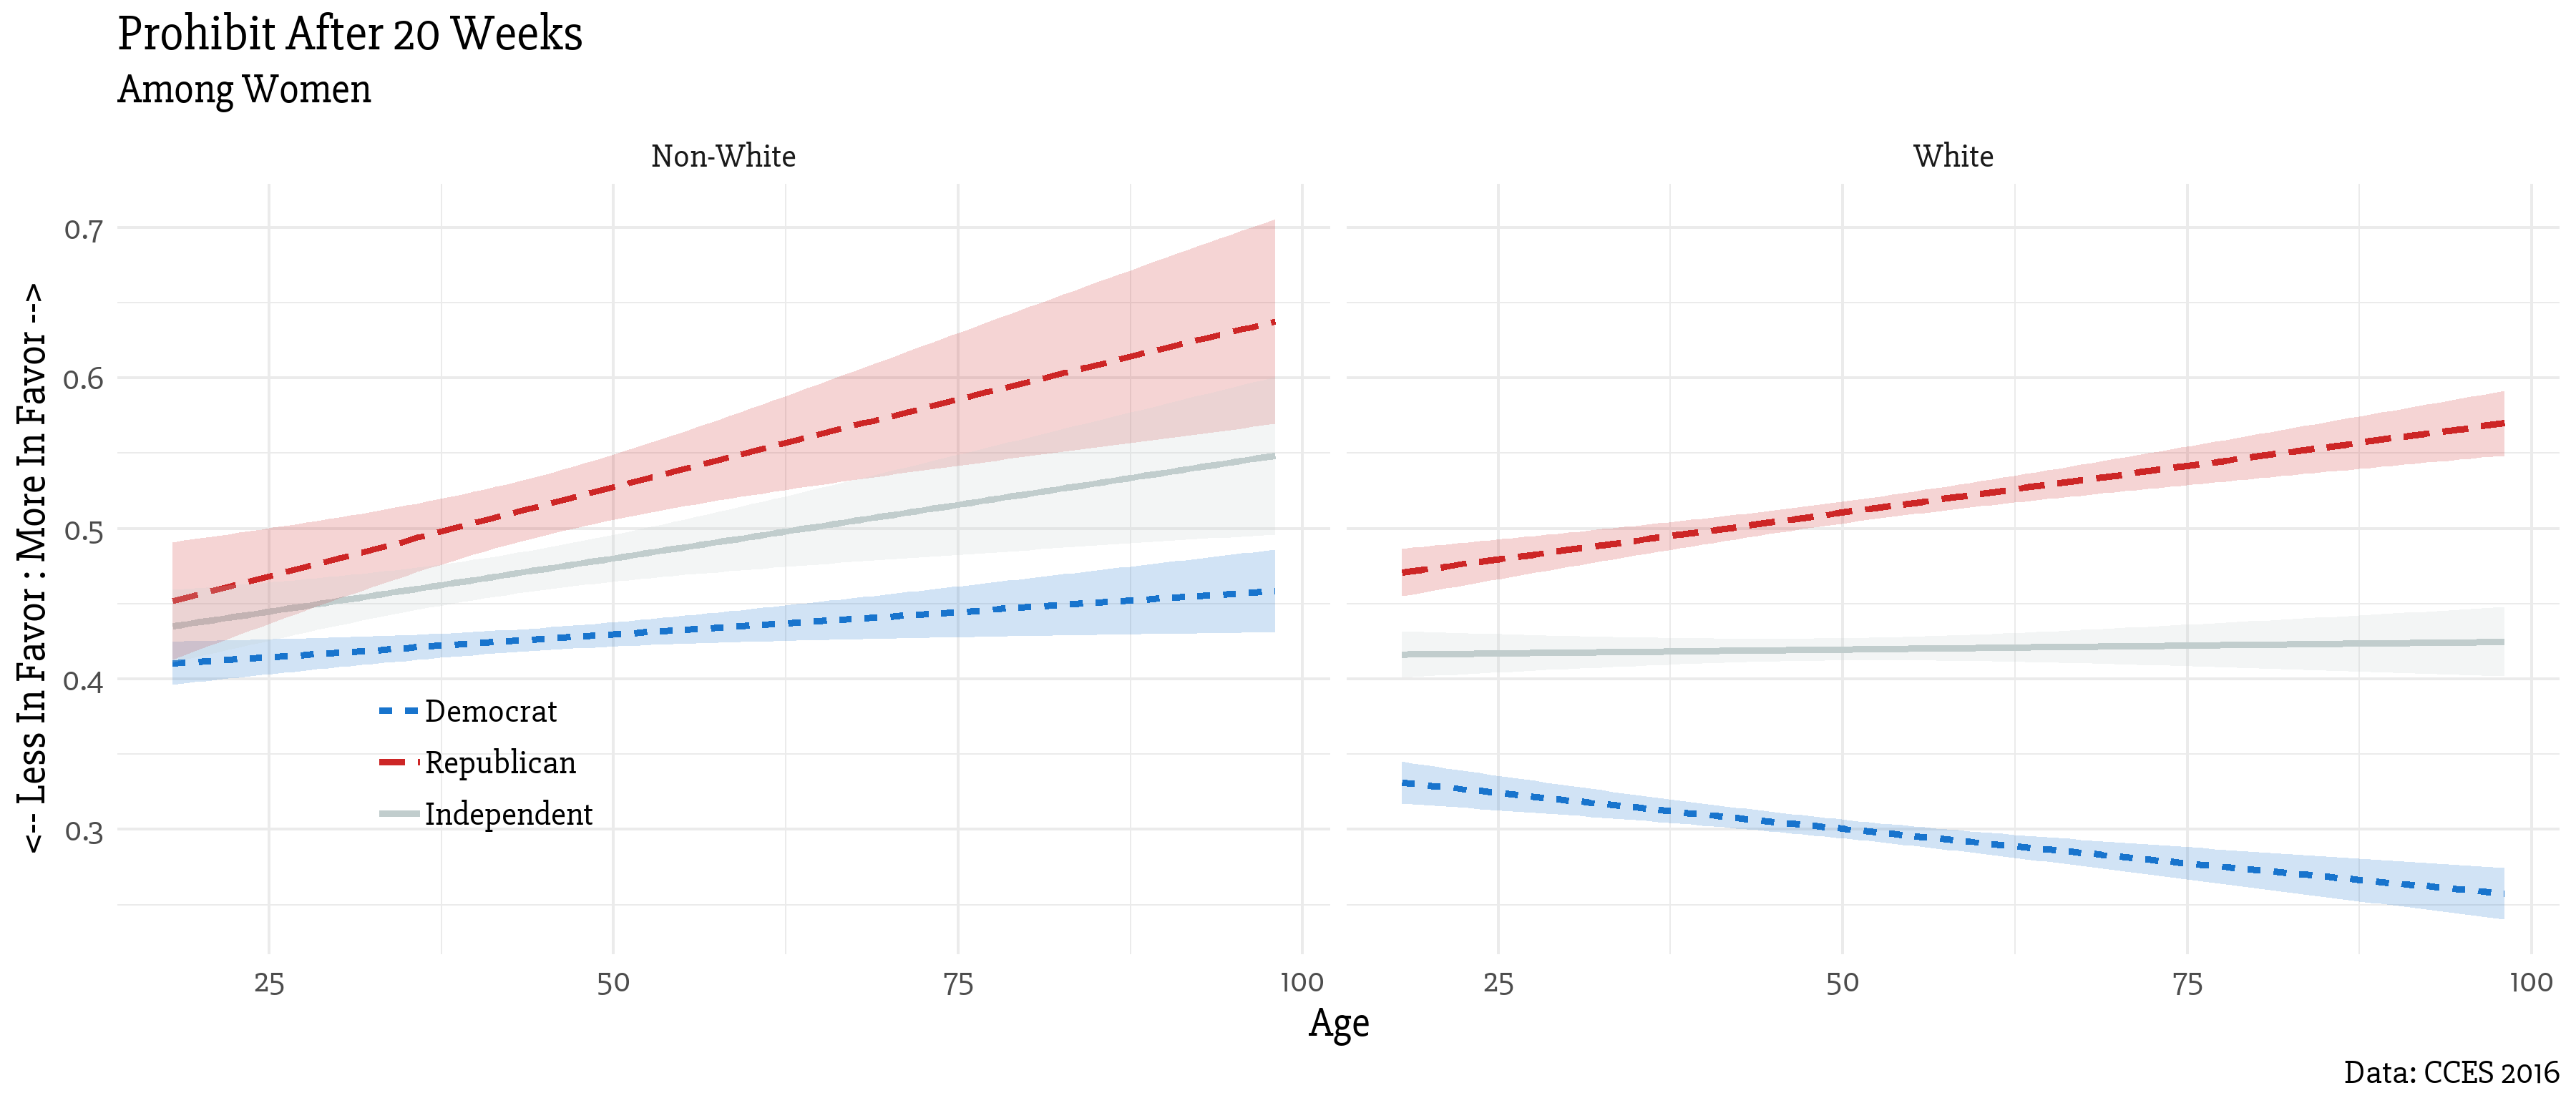 Prohibit After 20 Weeks
Among Women
Non-White
White
<-- Less In Favor : More In Favor -->
0.7
0.6
0.5
0.4
0.3
Democrat
Republican
Independent
25 50 75 100
25 50 75 100
Age
Data: CCES 2016